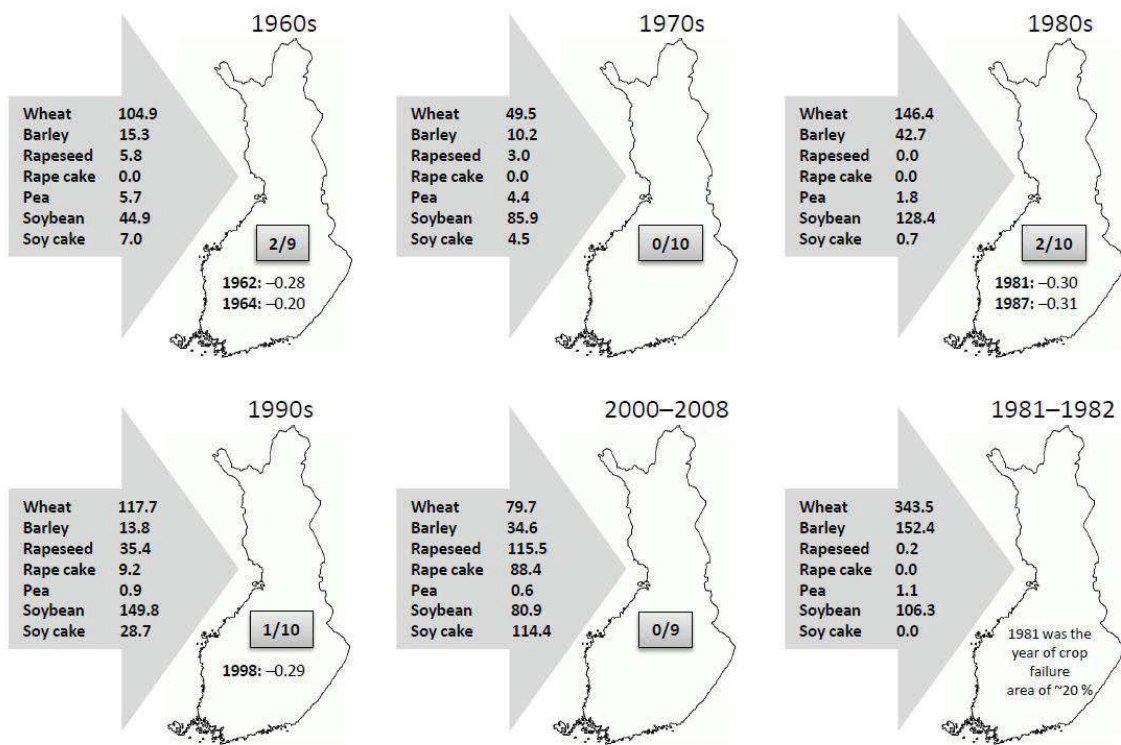 1960s
Wheat 104.9
Barley 15.3
Rapeseed 5.8
Rape cake 0.0
Pea 5.7
Soybean 44.9
Soy cake 7.0
2/9
1962: –0.28
1964: –0.20
1970s
Wheat 49.5
Barley 10.2
Rapeseed 3.0
Rape cake 0.0
Pea 4.4
Soybean 85.9
Soy cake 4.5
0/10
1980s
Wheat 146.4
Barley 42.7
Rapeseed 0.0
Rape cake 0.0
Pea 1.8
Soybean 128.4
Soy cake 0.7
2/10
1981: –0.30
1987: –0.31
1990s
Wheat 117.7
Barley 13.8
Rapeseed 35.4
Rape cake 9.2
Pea 0.9
Soybean 149.8
Soy cake 28.7
1/10
1998: –0.29
2000–2008
Wheat 79.7
Barley 34.6
Rapeseed 115.5
Rape cake 88.4
Pea 0.6
Soybean 80.9
Soy cake 114.4
0/9
1981–1982
Wheat 343.5
Barley 152.4
Rapeseed 0.2
Rape cake 0.0
Pea 1.1
Soybean 106.3
Soy cake 0.0
1981 was the
year of crop
failure
area of ~20 %